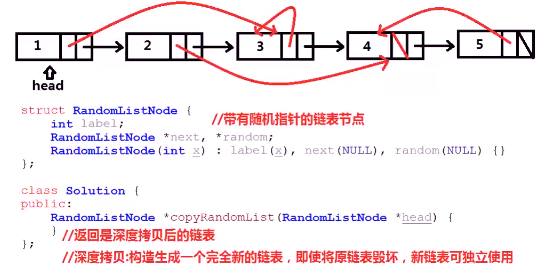 1 2 3 4 5
head
struct RandomListNode { //带有随机指针的链表节点
int label;
RandomListNode *next, *random;
RandomListNode(int x) : label(x), next(NULL), random(NULL) {}
};
class Solution {
public:
RandomListNode *copyRandomList(RandomListNode *head) {
} //返回是深度拷贝后的链表
}; //深度拷贝:构造生成一个完全新的链表，即使将原链表毁坏，新链表可独立使用